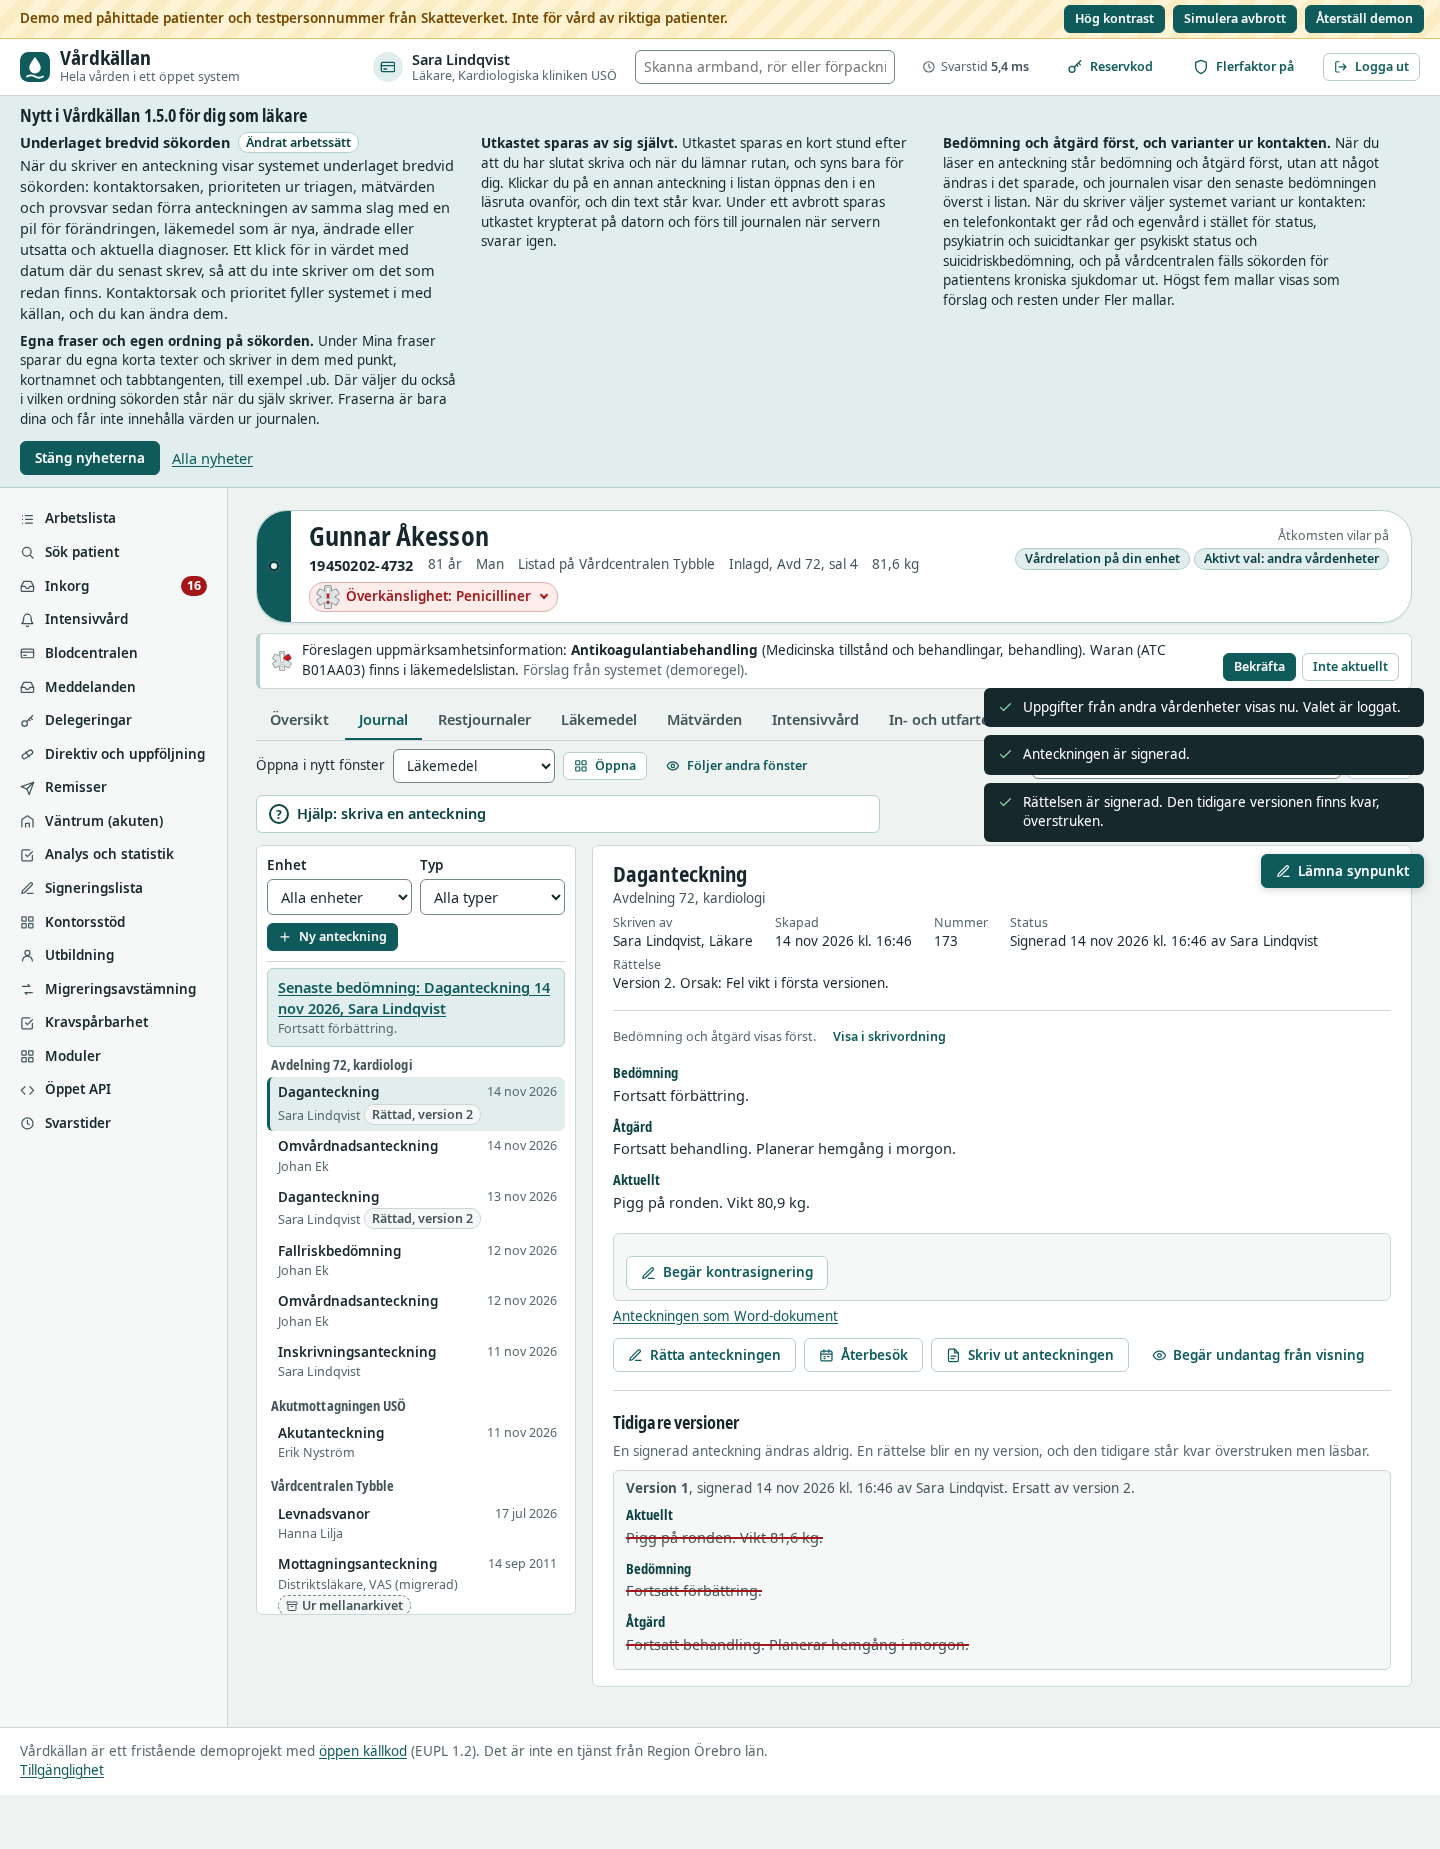 Demo med påhittade patienter och testpersonnummer från Skatteverket. Inte för vård av riktiga patienter.
Hög kontrast
Simulera avbrott
Återställ demon
Vårdkällan
Hela vården i ett öppet system
Sara Lindqvist
Läkare, Kardiologiska kliniken USÖ
Skanna armband, rör eller förpackni
Svarstid 5,4 ms
Reservkod
Flerfaktor på
Logga ut
Nytt i Vårdkällan 1.5.0 för dig som läkare
Underlaget bredvid sökorden
Ändrat arbetssätt
När du skriver en anteckning visar systemet underlaget bredvid
sökorden: kontaktorsaken, prioriteten ur triagen, mätvärden
och provsvar sedan förra anteckningen av samma slag med en
pil för förändringen, läkemedel som är nya, ändrade eller
utsatta och aktuella diagnoser. Ett klick för in värdet med
datum där du senast skrev, så att du inte skriver om det som
redan finns. Kontaktorsak och prioritet fyller systemet i med
källan, och du kan ändra dem.
Egna fraser och egen ordning på sökorden. Under Mina fraser
sparar du egna korta texter och skriver in dem med punkt,
kortnamnet och tabbtangenten, till exempel .ub. Där väljer du också
i vilken ordning sökorden står när du själv skriver. Fraserna är bara
dina och får inte innehålla värden ur journalen.
Utkastet sparas av sig självt. Utkastet sparas en kort stund efter
att du har slutat skriva och när du lämnar rutan, och syns bara för
dig. Klickar du på en annan anteckning i listan öppnas den i en
läsruta ovanför, och din text står kvar. Under ett avbrott sparas
utkastet krypterat på datorn och förs till journalen när servern
svarar igen.
Bedömning och åtgärd först, och varianter ur kontakten. När du
läser en anteckning står bedömning och åtgärd först, utan att något
ändras i det sparade, och journalen visar den senaste bedömningen
överst i listan. När du skriver väljer systemet variant ur kontakten:
en telefonkontakt ger råd och egenvård i stället för status,
psykiatrin och suicidtankar ger psykiskt status och
suicidriskbedömning, och på vårdcentralen fälls sökorden för
patientens kroniska sjukdomar ut. Högst fem mallar visas som
förslag och resten under Fler mallar.
Stäng nyheterna
Alla nyheter
Arbetslista
Sök patient
Inkorg
16
Intensivvård
Blodcentralen
Meddelanden
Delegeringar
Direktiv och uppföljning
Remisser
Väntrum (akuten)
Analys och statistik
Signeringslista
Kontorsstöd
Utbildning
Migreringsavstämning
Kravspårbarhet
Moduler
Öppet API
Svarstider
Gunnar Åkesson
19450202-4732 81 år Man Listad på Vårdcentralen Tybble Inlagd, Avd 72, sal 4 81,6 kg
Överkänslighet: Penicilliner
Åtkomsten vilar på
Vårdrelation på din enhet
Aktivt val: andra vårdenheter
Föreslagen uppmärksamhetsinformation: Antikoagulantiabehandling (Medicinska tillstånd och behandlingar, behandling). Waran (ATC
B01AA03) finns i läkemedelslistan. Förslag från systemet (demoregel).
Bekräfta
Inte aktuellt
Översikt
Journal
Restjournaler
Läkemedel
Mätvärden
Intensivvård
Uppgifter från andra vårdenheter visas nu. Valet är loggat.
Anteckningen är signerad.
Rättelsen är signerad. Den tidigare versionen finns kvar,
överstruken.
Öppna i nytt fönster
Läkemedel
Öppna
Följer andra fönster
? Hjälp: skriva en anteckning
Lämna synpunkt
Enhet
Typ
Alla enheter
Alla typer
Ny anteckning
Senaste bedömning: Daganteckning 14
nov 2026, Sara Lindqvist
Fortsatt förbättring.
Avdelning 72, kardiologi
Daganteckning 14 nov 2026
Sara Lindqvist Rättad, version 2
Omvårdnadsanteckning 14 nov 2026
Johan Ek
Daganteckning 13 nov 2026
Sara Lindqvist Rättad, version 2
Fallriskbedömning 12 nov 2026
Johan Ek
Omvårdnadsanteckning 12 nov 2026
Johan Ek
Inskrivningsanteckning 11 nov 2026
Sara Lindqvist
Akutmottagningen USÖ
Akutanteckning 11 nov 2026
Erik Nyström
Vårdcentralen Tybble
Levnadsvanor 17 jul 2026
Hanna Lilja
Mottagningsanteckning 14 sep 2011
Distriktsläkare, VAS (migrerad)
Ur mellanarkivet
Daganteckning
Avdelning 72, kardiologi
Skriven av
Sara Lindqvist, Läkare
Skapad
14 nov 2026 kl. 16:46
Nummer
173
Status
Signerad 14 nov 2026 kl. 16:46 av Sara Lindqvist
Rättelse
Version 2. Orsak: Fel vikt i första versionen.
Bedömning och åtgärd visas först.
Visa i skrivordning
Bedömning
Fortsatt förbättring.
Åtgärd
Fortsatt behandling. Planerar hemgång i morgon.
Aktuellt
Pigg på ronden. Vikt 80,9 kg.
Begär kontrasignering
Anteckningen som Word-dokument
Rätta anteckningen
Återbesök
Skriv ut anteckningen
Begär undantag från visning
Tidigare versioner
En signerad anteckning ändras aldrig. En rättelse blir en ny version, och den tidigare står kvar överstruken men läsbar.
Version 1, signerad 14 nov 2026 kl. 16:46 av Sara Lindqvist. Ersatt av version 2.
Aktuellt
Pigg på ronden. Vikt 81,6 kg.
Bedömning
Fortsatt förbättring.
Åtgärd
Fortsatt behandling. Planerar hemgång i morgon.
Vårdkällan är ett fristående demoprojekt med öppen källkod (EUPL 1.2). Det är inte en tjänst från Region Örebro län.
Tillgänglighet